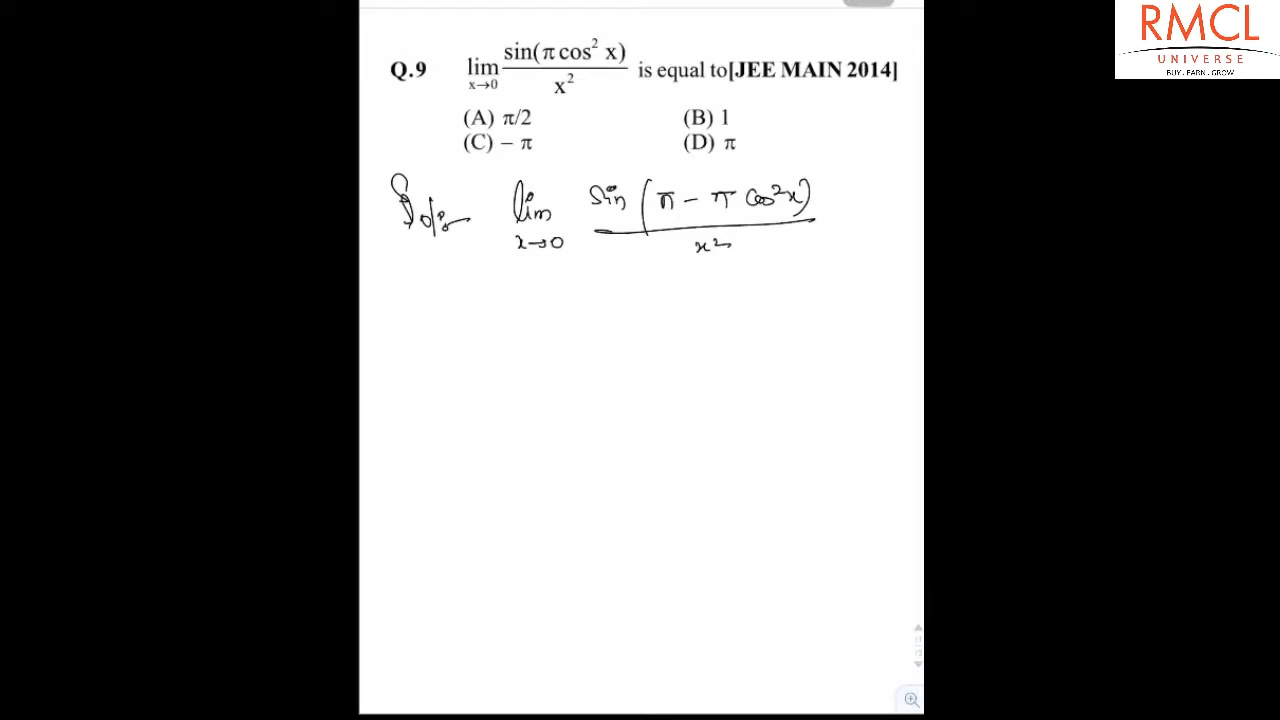 RMCL
UNIVERSE
BUY.EARN.GROW
Q.9 lim x→0 sin(π cos² x) / x² is equal to[JEE MAIN 2014]
(A) π/2 (B) 1
(C) – π (D) π
Sol:- lim x→0 sin(π – π cos²x) / x²